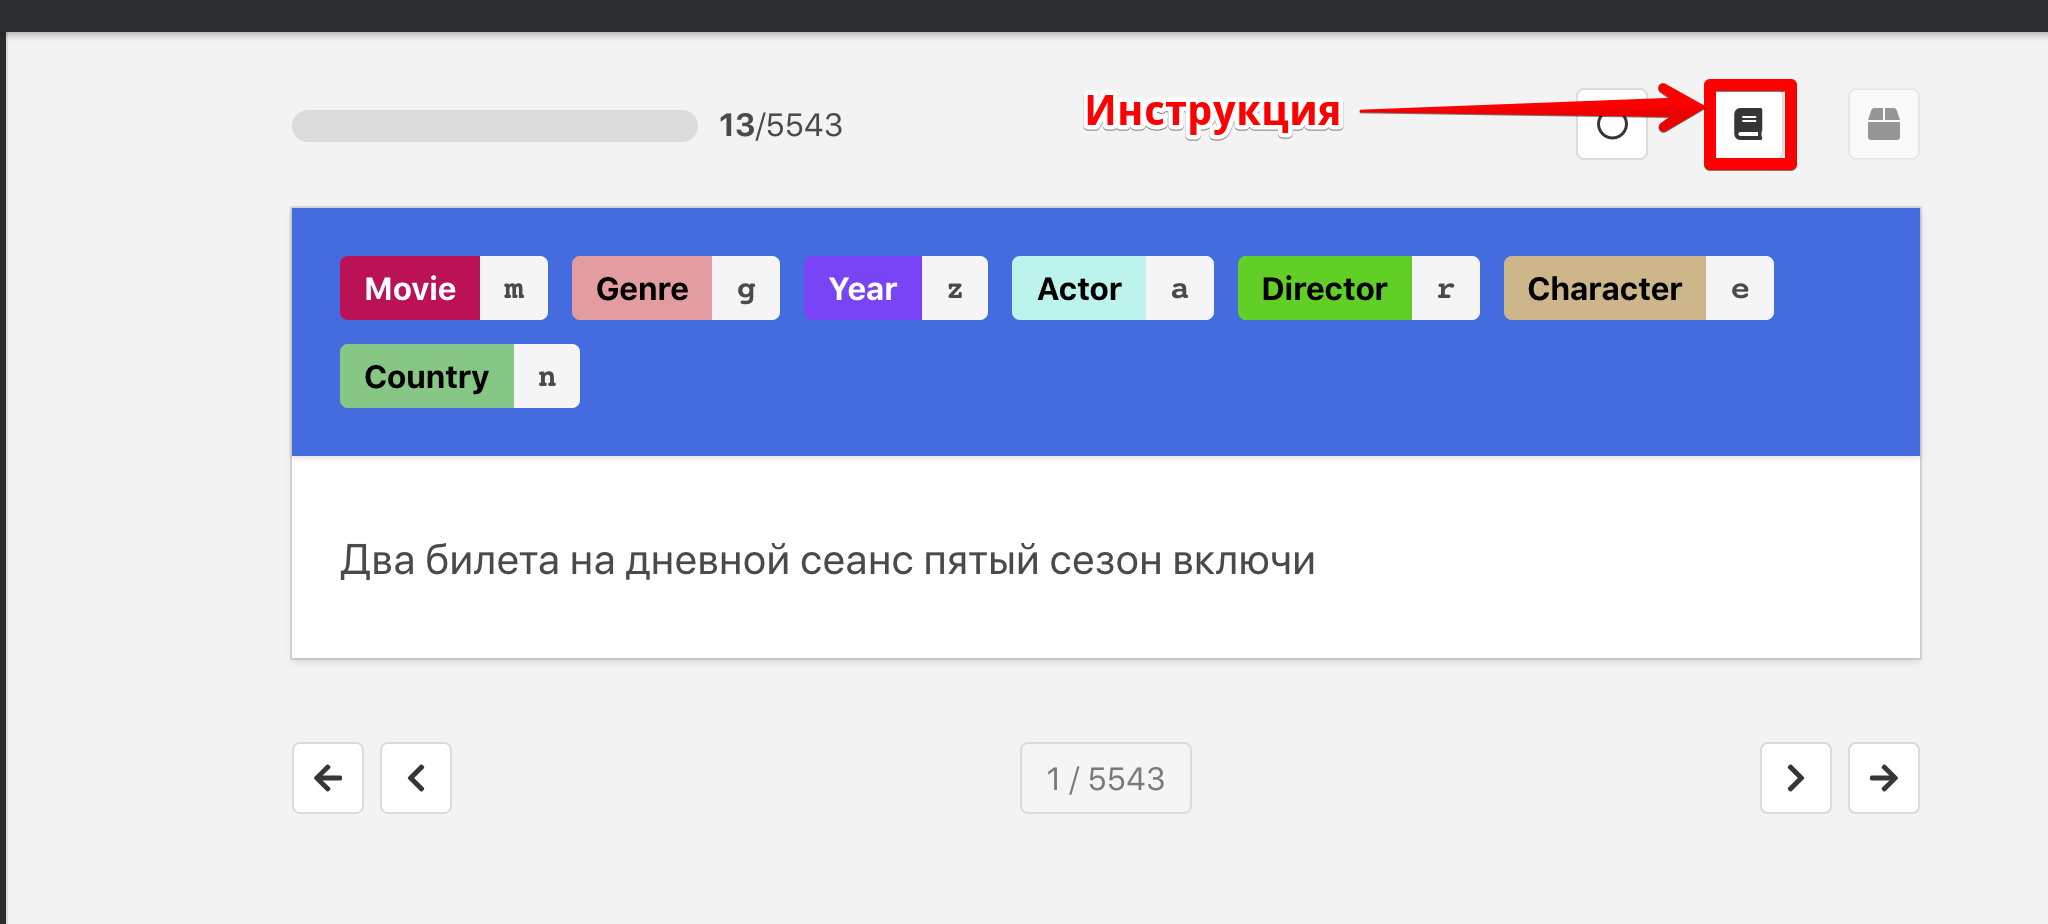 13/5543
Инструкция
Movie m Genre g Year z Actor a Director r Character e
Country n
Два билета на дневной сеанс пятый сезон включи
1 / 5543